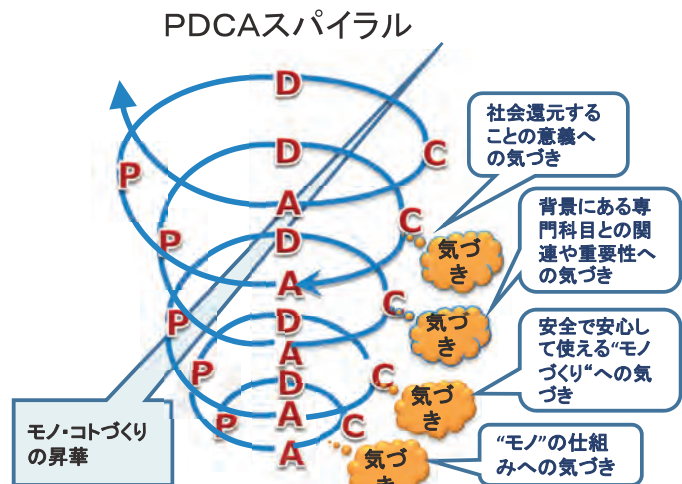 PDCAスパイラル
D
D
C
P
A
C
P
D
A
C
P
D
A
C
P
D
A
C
P
A
気づ
き
気づ
き
気づ
き
気づ
き
社会還元する
ことの意義へ
の気づき
背景にある専
門科目との関
連や重要性へ
の気づき
安全で安心し
て使える“モノ
づくり“への気
づき
“モノ”の仕組
みへの気づき
モノ・コトづくり
の昇華